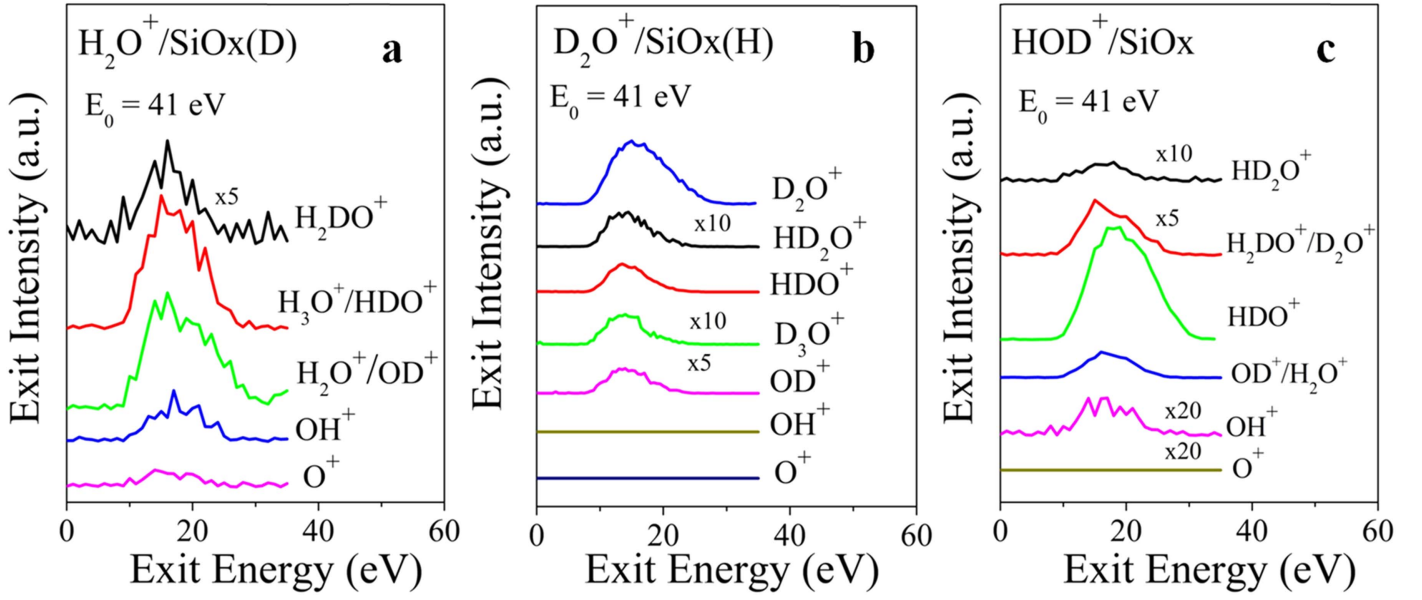 H₂O⁺/SiOx(D) a
E₀ = 41 eV
x5
H₂DO⁺
H₃O⁺/HDO⁺
H₂O⁺/OD⁺
OH⁺
O⁺
0 20 40 60
Exit Energy (eV)
Exit Intensity (a.u.)
D₂O⁺/SiOx(H) b
E₀ = 41 eV
D₂O⁺
x10
HD₂O⁺
HDO⁺
x10
D₃O⁺
x5
OD⁺
OH⁺
O⁺
0 20 40 60
Exit Energy (eV)
Exit Intensity (a.u.)
HOD⁺/SiOx c
E₀ = 41 eV
x10
HD₂O⁺
x5
H₂DO⁺/D₂O⁺
HDO⁺
OD⁺/H₂O⁺
x20
OH⁺
x20
O⁺
0 20 40 60
Exit Energy (eV)
Exit Intensity (a.u.)